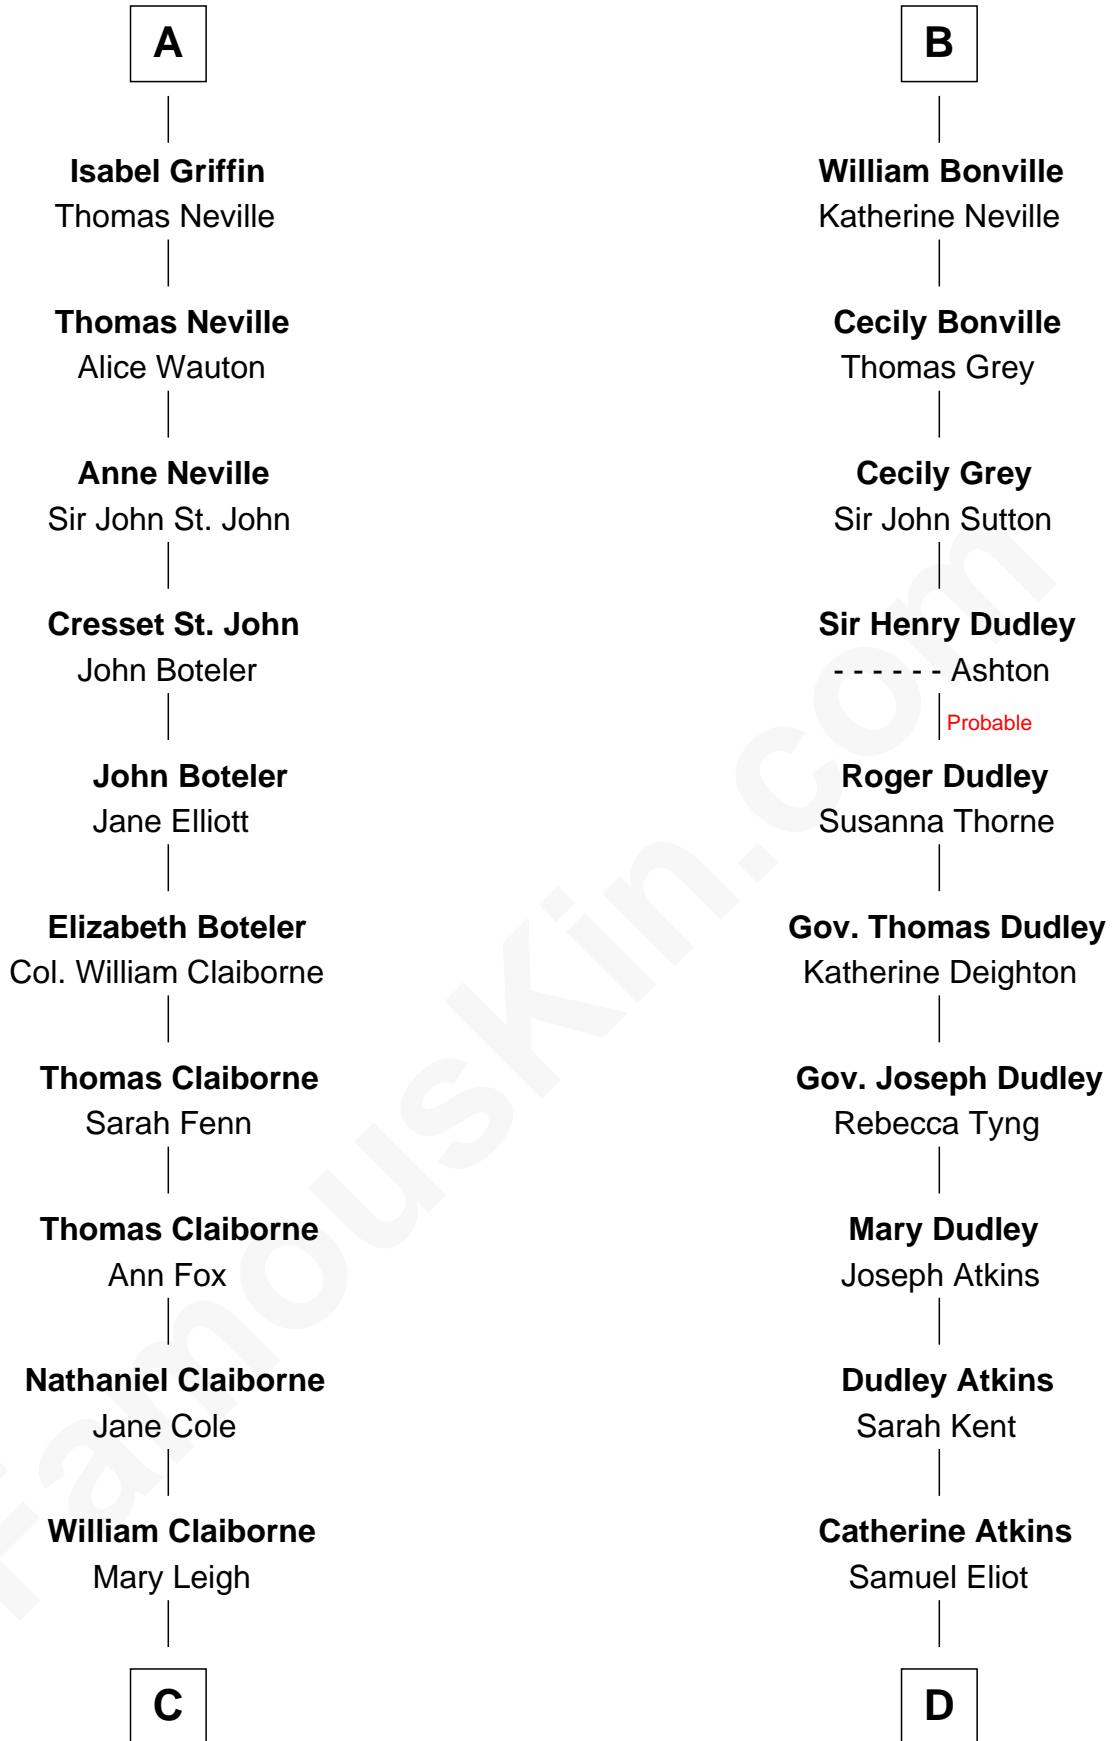 A
Isabel Griffin
Thomas Neville
Thomas Neville
Alice Wauton
Anne Neville
Sir John St. John
Cresset St. John
John Boteler
John Boteler
Jane Elliott
Elizabeth Boteler
Col. William Claiborne
Thomas Claiborne
Sarah Fenn
Thomas Claiborne
Ann Fox
Nathaniel Claiborne
Jane Cole
William Claiborne
Mary Leigh
C
B
William Bonville
Katherine Neville
Cecily Bonville
Thomas Grey
Cecily Grey
Sir John Sutton
Sir Henry Dudley
- - - - - - Ashton
Probable
Roger Dudley
Susanna Thorne
Gov. Thomas Dudley
Katherine Deighton
Gov. Joseph Dudley
Rebecca Tyng
Mary Dudley
Joseph Atkins
Dudley Atkins
Sarah Kent
Catherine Atkins
Samuel Eliot
D
FamousKin.com